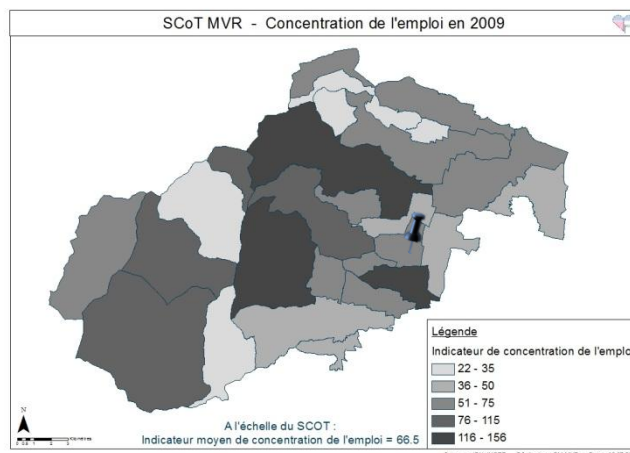 SCoT MVR - Concentration de l'emploi en 2009
Légende
Indicateur de concentration de l'emploi
22 - 35
36 - 50
51 - 75
76 - 115
116 - 156
N
A l'échelle du SCOT :
Indicateur moyen de concentration de l'emploi = 66.5